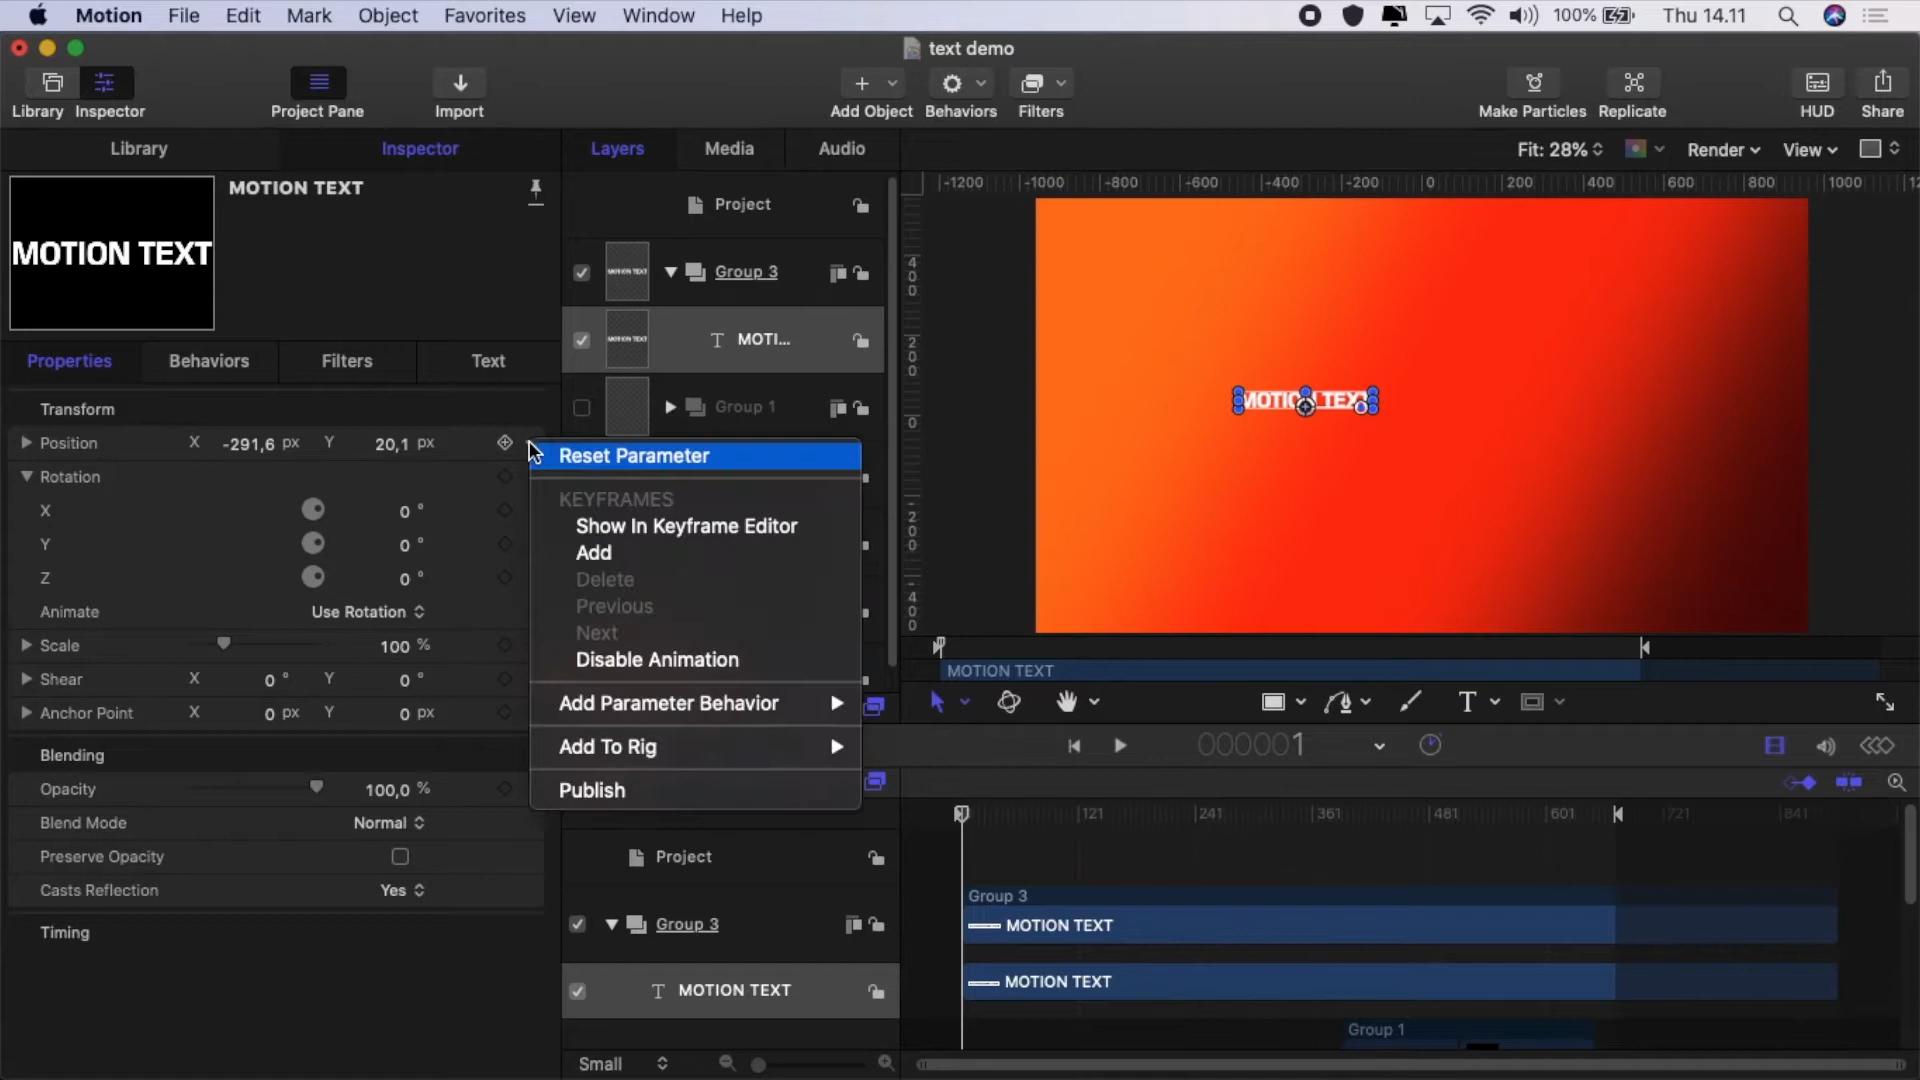 Motion File Edit Mark Object Favorites View Window Help 100% Thu 14.11
text demo
Library Inspector Project Pane Import Add Object Behaviors Filters Make Particles Replicate HUD Share
Library Inspector Layers Media Audio Fit: 28% Render View
-1200 -1000 -800 -600 -400 -200 0 200 400 600 800 1000
MOTION TEXT
MOTION TEXT
Project
Group 3
MOTI...
Group 1
400
200
0
-200
-400
MOTION TEXT
Properties Behaviors Filters Text
Transform
Position X -291,6 px Y 20,1 px
Rotation
X 0 °
Y 0 °
Z 0 °
Animate Use Rotation
Scale 100 %
Shear X 0 ° Y 0 °
Anchor Point X 0 px Y 0 px
Blending
Opacity 100,0 %
Blend Mode Normal
Preserve Opacity
Casts Reflection Yes
Timing
Reset Parameter
KEYFRAMES
Show In Keyframe Editor
Add
Delete
Previous
Next
Disable Animation
Add Parameter Behavior
Add To Rig
Publish
MOTION TEXT
T
000001
121 241 361 481 601 721 841
Project
Group 3
T MOTION TEXT
Group 3
MOTION TEXT
MOTION TEXT
Group 1
Small